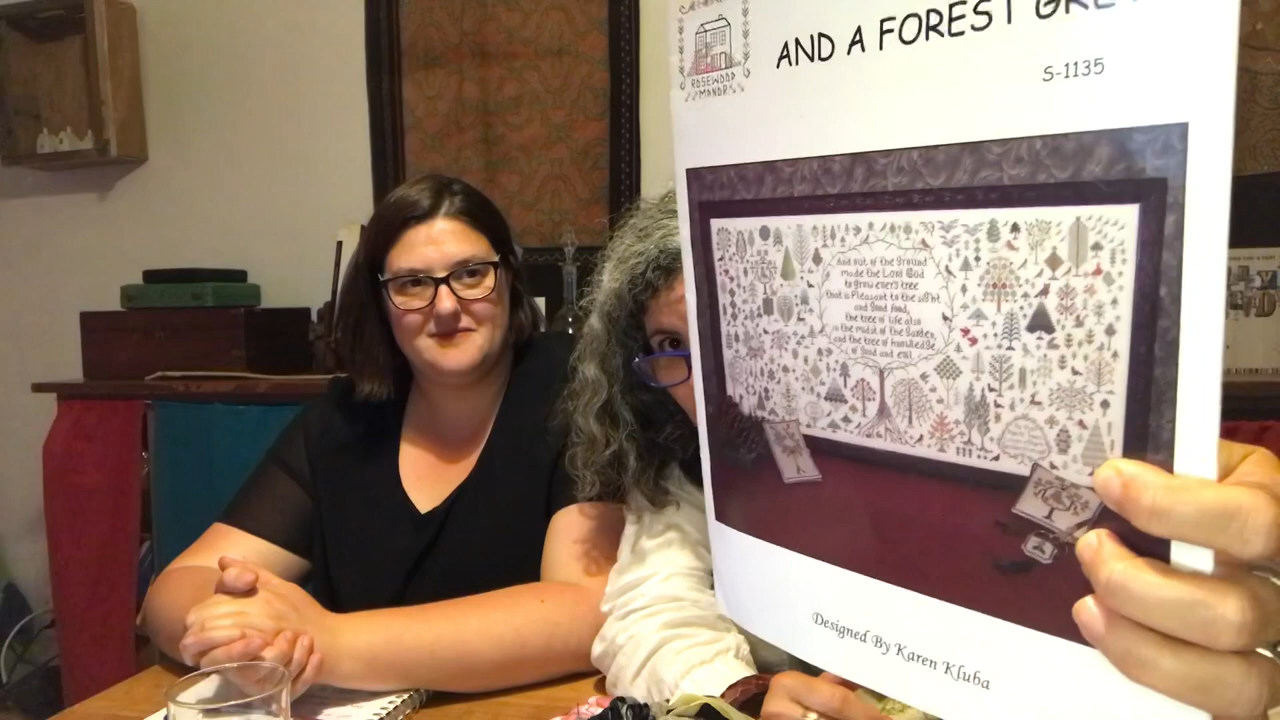 ROSEWOOD
MANOR
AND A FOREST
S-1135
And out of the Ground
made the Lord God
to grow every tree
that is Pleasant to the sight
and Good food,
the tree of life also
in the midst of the Garden,
and the tree of knowledge
of Good and evil.
Designed By Karen Kluba